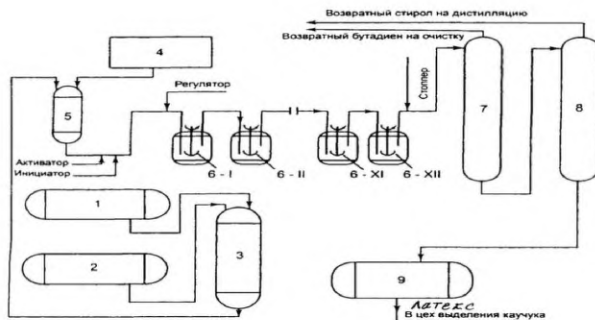 Возвратный стирол на дистилляцию
Возвратный бутадиен на очистку
4
Регулятор
Стоппер
5
7
8
Активатор
Инициатор
6 - I
6 - II
6 - XI
6 - XII
1
2
3
9
Латекс
В цех выделения каучука